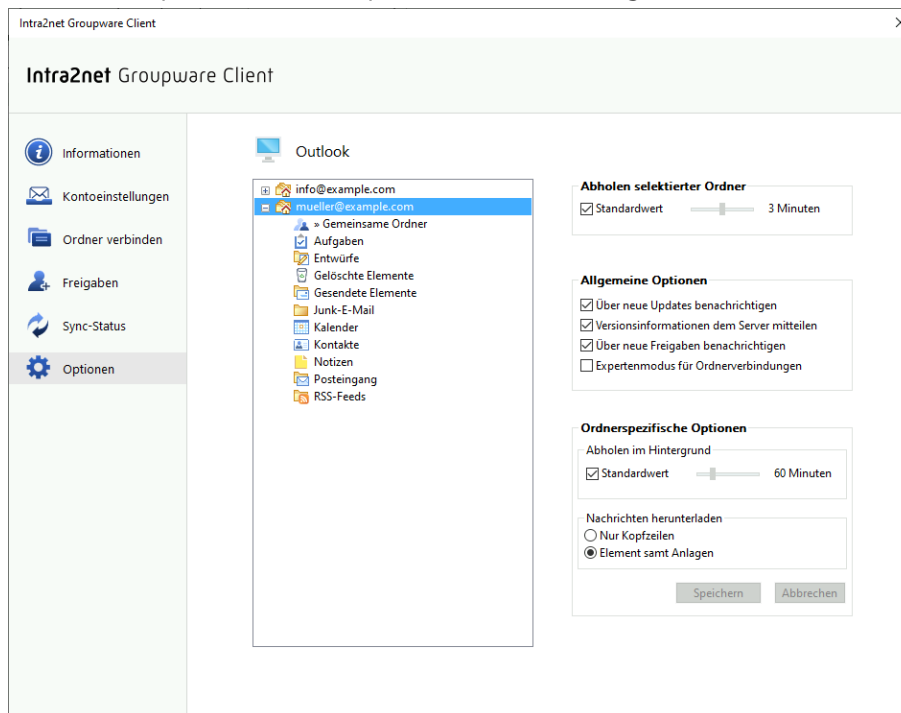 Intra2net Groupware Client
Intra2net Groupware Client
Informationen
Kontoeinstellungen
Ordner verbinden
Freigaben
Sync-Status
Optionen
Outlook
info@example.com
mueller@example.com
» Gemeinsame Ordner
Aufgaben
Entwürfe
Gelöschte Elemente
Gesendete Elemente
Junk-E-Mail
Kalender
Kontakte
Notizen
Posteingang
RSS-Feeds
Abholen selektierter Ordner
Standardwert 3 Minuten
Allgemeine Optionen
Über neue Updates benachrichtigen
Versionsinformationen dem Server mitteilen
Über neue Freigaben benachrichtigen
Expertenmodus für Ordnerverbindungen
Ordnerspezifische Optionen
Abholen im Hintergrund
Standardwert 60 Minuten
Nachrichten herunterladen
Nur Kopfzeilen
Element samt Anlagen
Speichern Abbrechen